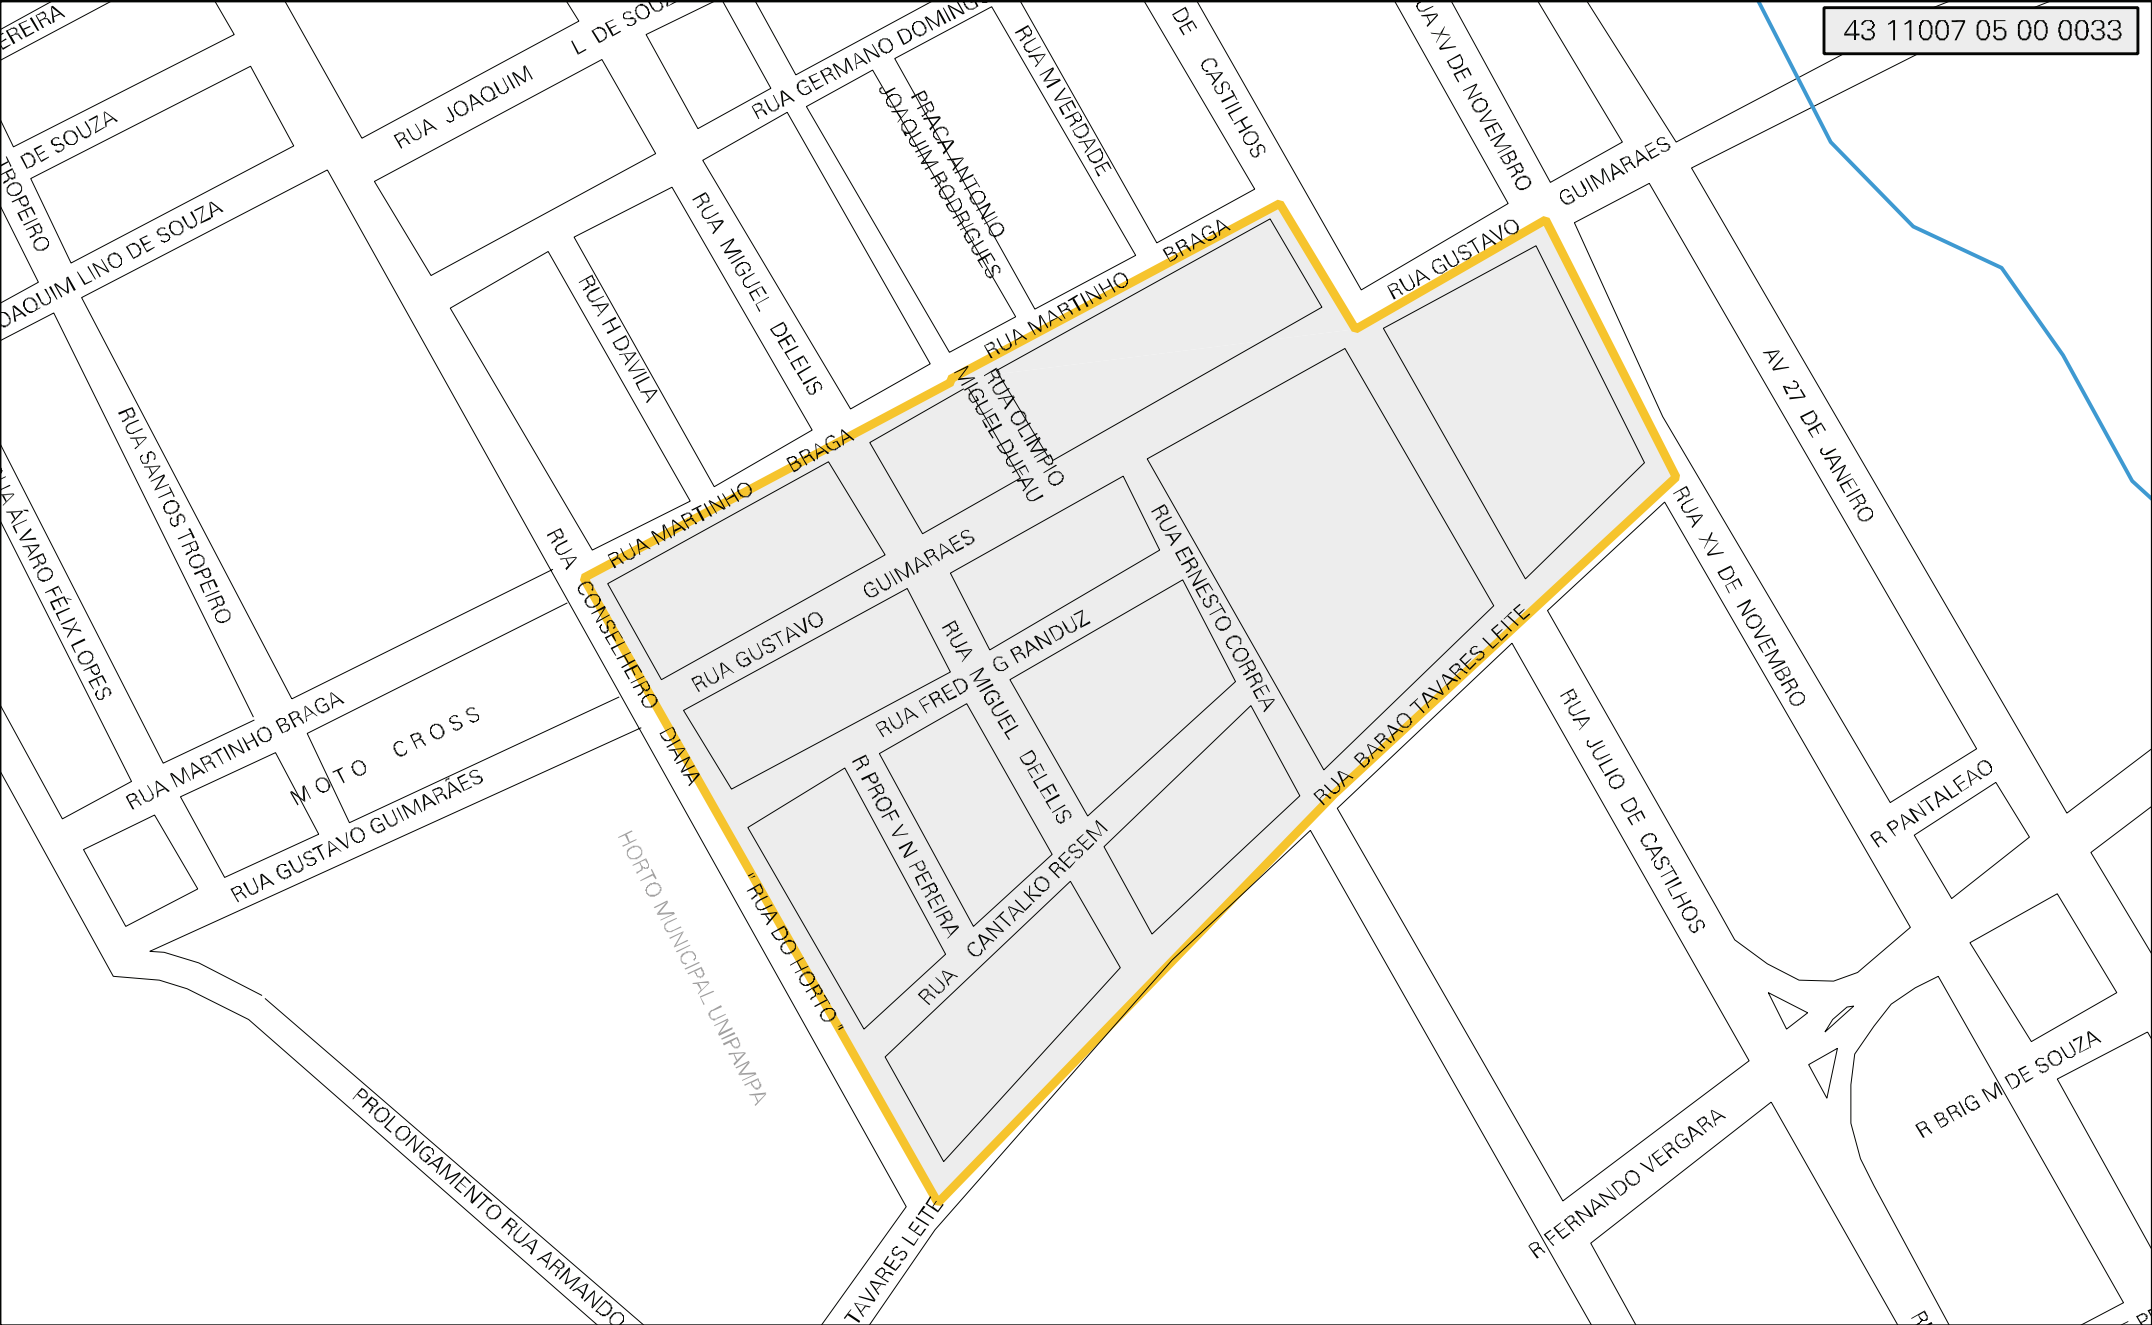 43 11007 05 00 0033
L DE SOUZ
RUA JOAQUIM
RUA GERMANO DOMING
RUA M VERDADE
DE CASTILHOS
RUA XV DE NOVEMBRO
GUIMARAES
DE SOUZA
TROPEIRO
JOAQUIM LINO DE SOUZA
PRACA ANTONIO
JOAQUIM RODRIGUES
RUA MIGUEL DELELIS
RUA H DAVILA
RUA MARTINHO BRAGA
RUA GUSTAVO
AV 27 DE JANEIRO
RUA SANTOS TROPEIRO
RUA ÁLVARO FÉLIX LOPES
RUA OLIMPIO
MIGUEL DUFAU
RUA MARTINHO BRAGA
RUA CONSELHEIRO DIANA
RUA GUSTAVO GUIMARAES
RUA ERNESTO CORREA
RUA FRED G RANDUZ
RUA MIGUEL DELELIS
RUA XV DE NOVEMBRO
RUA BARAO TAVARES LEITE
RUA JULIO DE CASTILHOS
RUA MARTINHO BRAGA
MOTO CROSS
RUA GUSTAVO GUIMARÃES
R PROF V N PEREIRA
RUA CANTALKO RESEM
" RUA DO HORTO "
HORTO MUNICIPAL UNIPAMPA
R PANTALEAO
R BRIG M DE SOUZA
R FERNANDO VERGARA
PROLONGAMENTO RUA ARMANDO
TAVARES LEITE